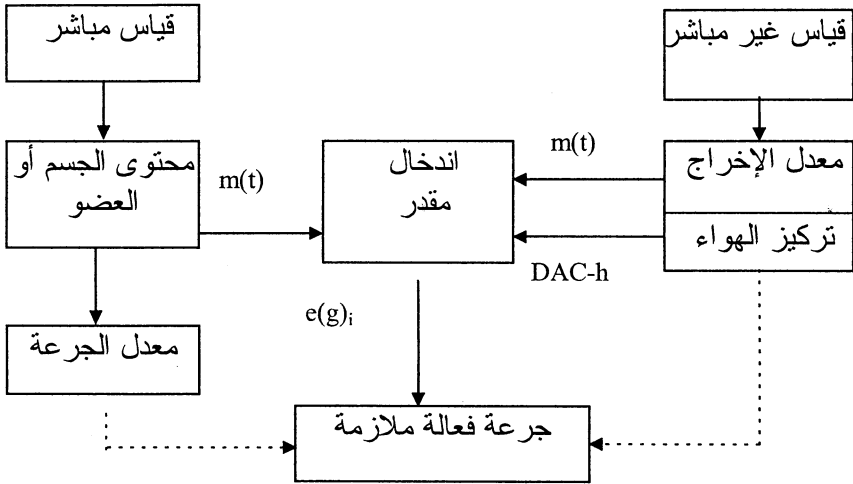 قياس مباشر
قياس غير مباشر
محتوى الجسم أو
العضو
m(t)
اندخال
مقدر
m(t)
معدل الإخراج
تركيز الهواء
DAC-h
e(g)i
معدل الجرعة
جرعة فعالة ملازمة